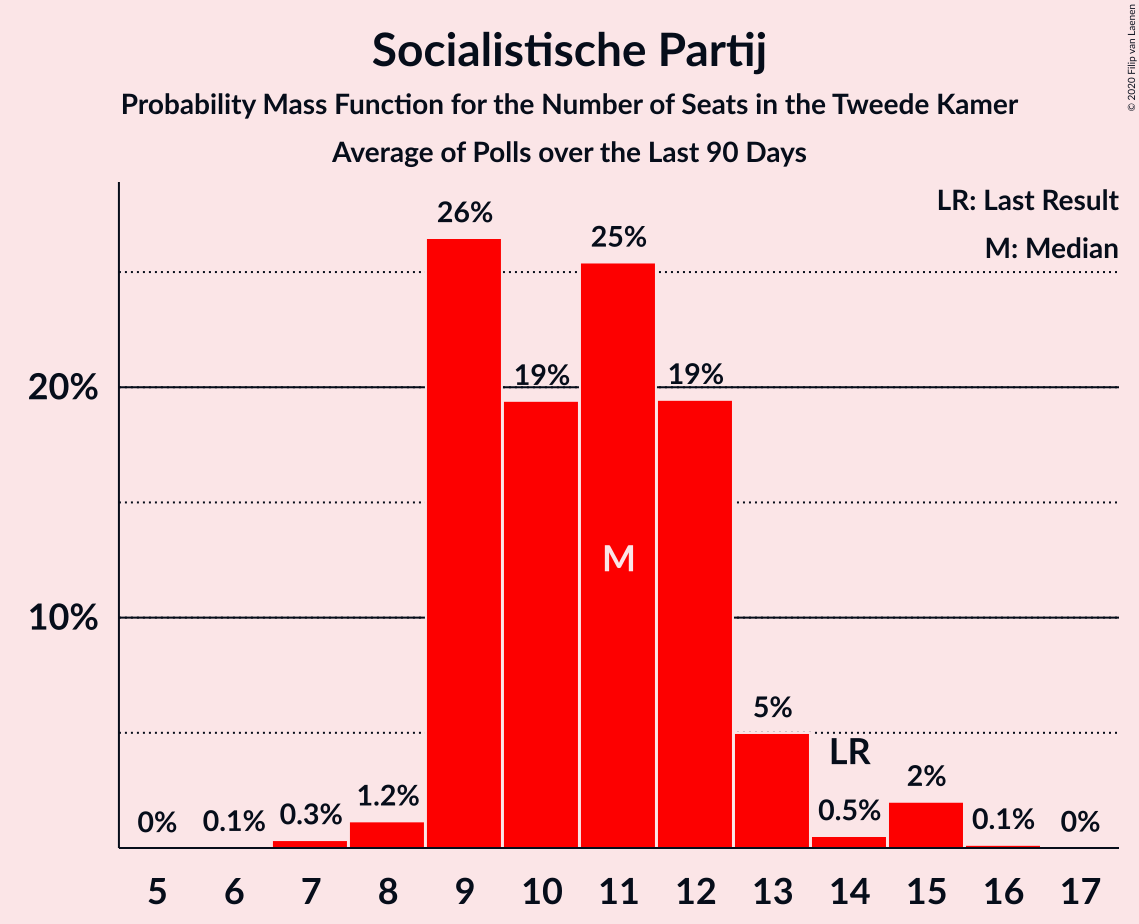 Socialistische Partij
Probability Mass Function for the Number of Seats in the Tweede Kamer
Average of Polls over the Last 90 Days
© 2020 Filip van Laenen
LR: Last Result
M: Median
20%
10%
0%
0.1%
0.3%
1.2%
26%
19%
25%
19%
5%
0.5%
2%
0.1%
0%
M
LR
5 6 7 8 9 10 11 12 13 14 15 16 17